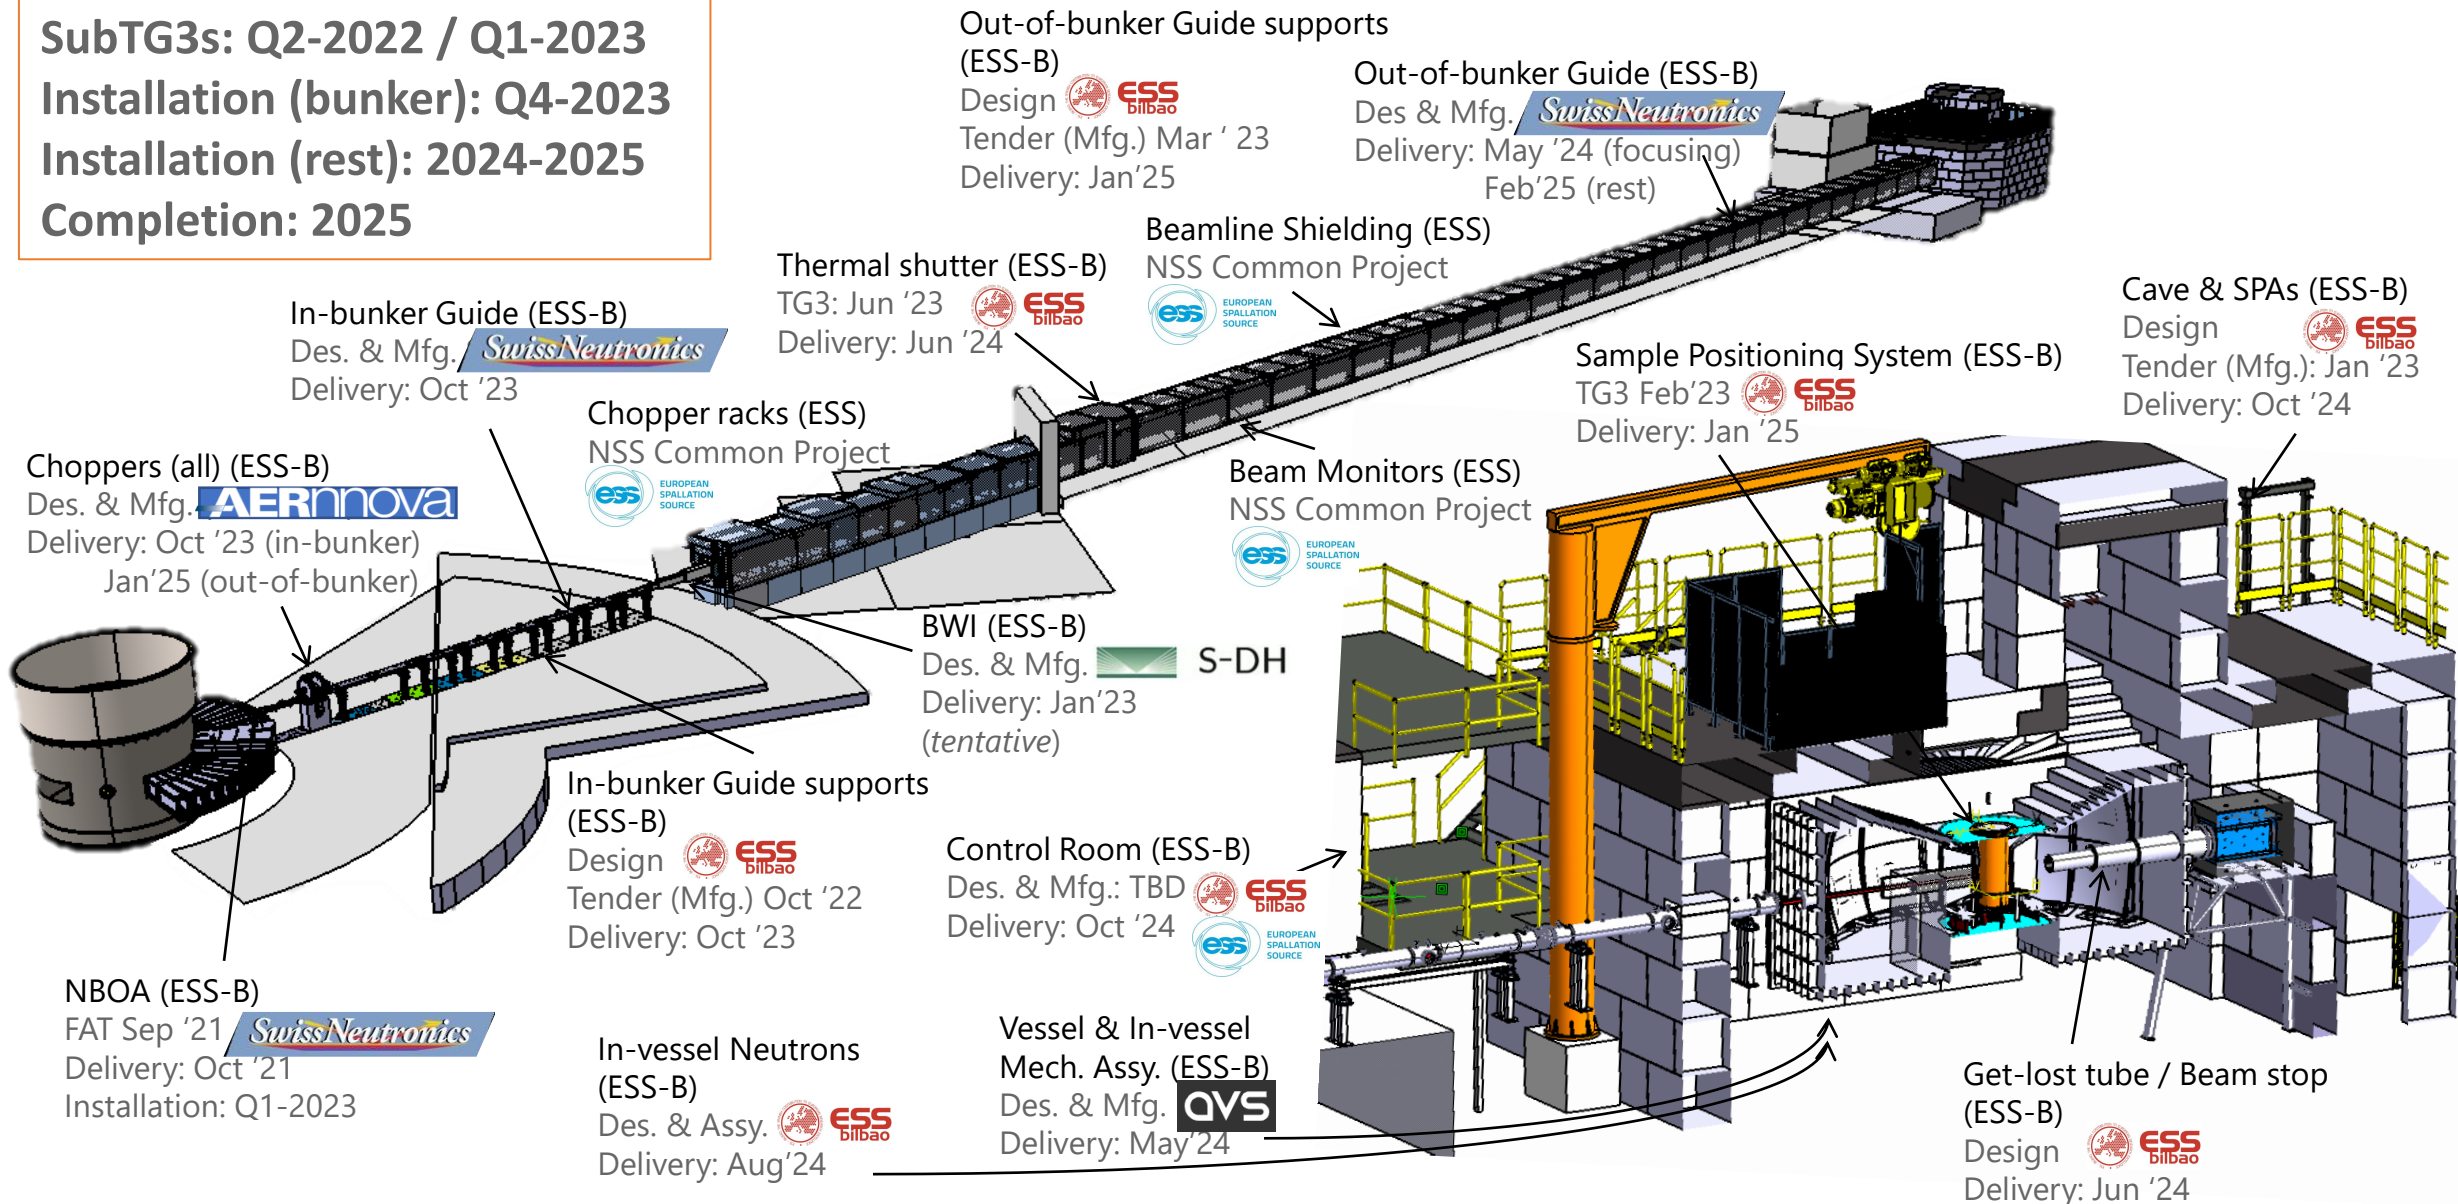 SubTG3s: Q2-2022 / Q1-2023
Installation (bunker): Q4-2023
Installation (rest): 2024-2025
Completion: 2025
Out-of-bunker Guide supports
(ESS-B)
Design ESS bilbao
Tender (Mfg.) Mar ‘ 23
Delivery: Jan’25
Out-of-bunker Guide (ESS-B)
Des & Mfg. SwissNeutronics
Delivery: May ’24 (focusing)
Feb’25 (rest)
Beamline Shielding (ESS)
NSS Common Project
ess EUROPEAN
SPALLATION
SOURCE
Thermal shutter (ESS-B)
TG3: Jun ‘23 ESS bilbao
Delivery: Jun ‘24
In-bunker Guide (ESS-B)
Des. & Mfg. SwissNeutronics
Delivery: Oct ’23
Chopper racks (ESS)
NSS Common Project
ess EUROPEAN
SPALLATION
SOURCE
Choppers (all) (ESS-B)
Des. & Mfg. AERnnova
Delivery: Oct ’23 (in-bunker)
Jan’25 (out-of-bunker)
Cave & SPAs (ESS-B)
Design ESS bilbao
Tender (Mfg.): Jan ‘23
Delivery: Oct ‘24
Sample Positioning System (ESS-B)
TG3 Feb’23 ESS bilbao
Delivery: Jan ’25
Beam Monitors (ESS)
NSS Common Project
ess EUROPEAN
SPALLATION
SOURCE
BWI (ESS-B)
Des. & Mfg. S-DH
Delivery: Jan’23
(tentative)
In-bunker Guide supports
(ESS-B)
Design ESS bilbao
Tender (Mfg.) Oct ‘22
Delivery: Oct ‘23
Control Room (ESS-B)
Des. & Mfg.: TBD ESS bilbao
Delivery: Oct ‘24
ess EUROPEAN
SPALLATION
SOURCE
NBOA (ESS-B)
FAT Sep ‘21 SwissNeutronics
Delivery: Oct ‘21
Installation: Q1-2023
In-vessel Neutrons
(ESS-B)
Des. & Assy. ESS bilbao
Delivery: Aug’24
Vessel & In-vessel
Mech. Assy. (ESS-B)
Des. & Mfg. avs
Delivery: May’24
Get-lost tube / Beam stop
(ESS-B)
Design ESS bilbao
Delivery: Jun ‘24